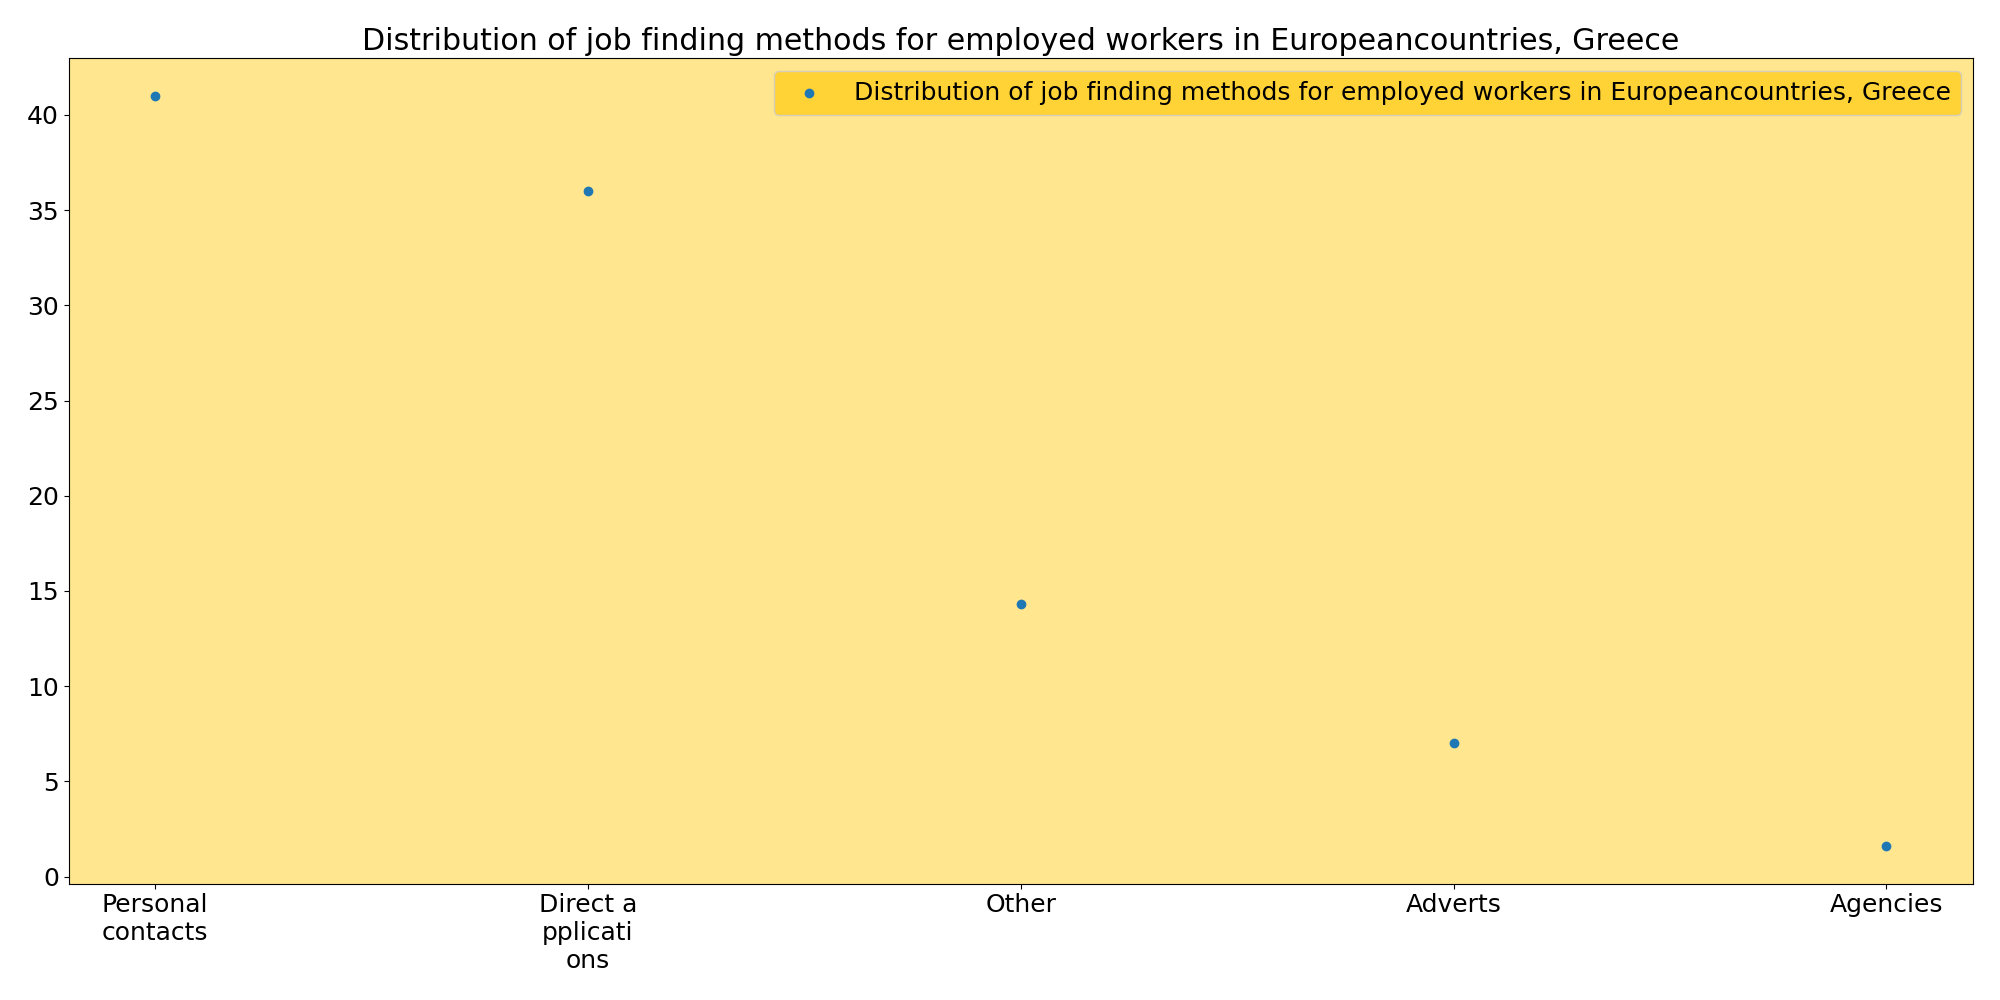 Distribution of job finding methods for employed workers in Europeancountries, Greece
Distribution of job finding methods for employed workers in Europeancountries, Greece
40
35
30
25
20
15
10
5
0
Personal
contacts
Direct a
pplicati
ons
Other
Adverts
Agencies